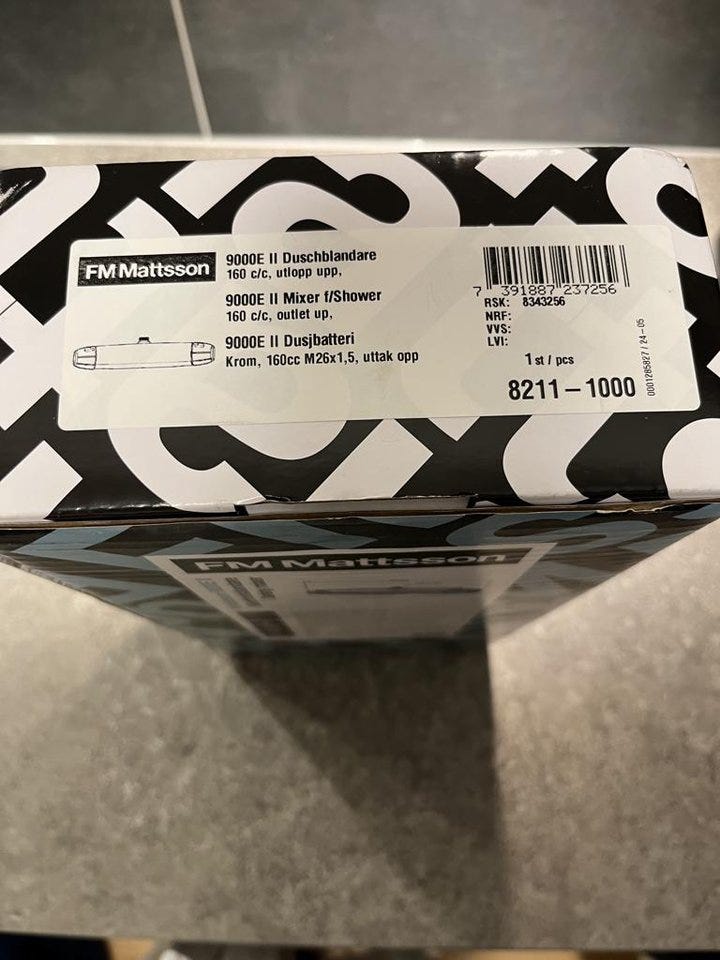 FM Mattsson
9000E II Duschblandare
160 c/c, utlopp upp,
9000E II Mixer f/Shower
160 c/c, outlet up,
9000E II Dusjbatteri
Krom, 160cc M26x1,5, uttak opp
7 391887 237256
RSK: 8343256
NRF:
VVS:
LVI:
1 st / pcs
8211-1000
0001285827 / 24-05
FM Mattsson